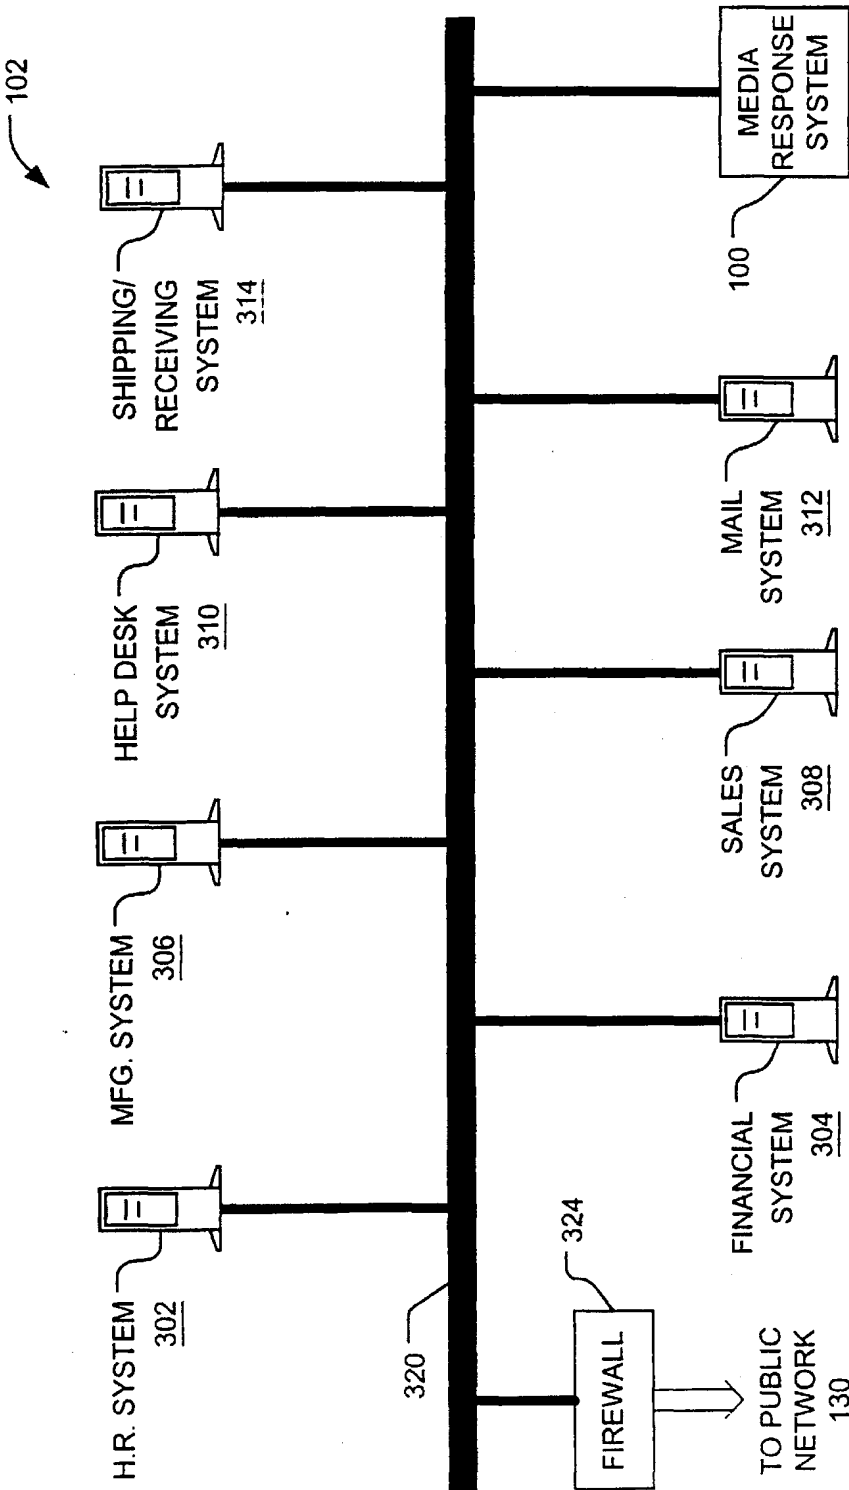 102
H.R. SYSTEM
302
MFG. SYSTEM
306
HELP DESK
SYSTEM
310
SHIPPING/
RECEIVING
SYSTEM
314
320
324
FIREWALL
TO PUBLIC
NETWORK
130
FINANCIAL
SYSTEM
304
SALES
SYSTEM
308
MAIL
SYSTEM
312
100
MEDIA
RESPONSE
SYSTEM